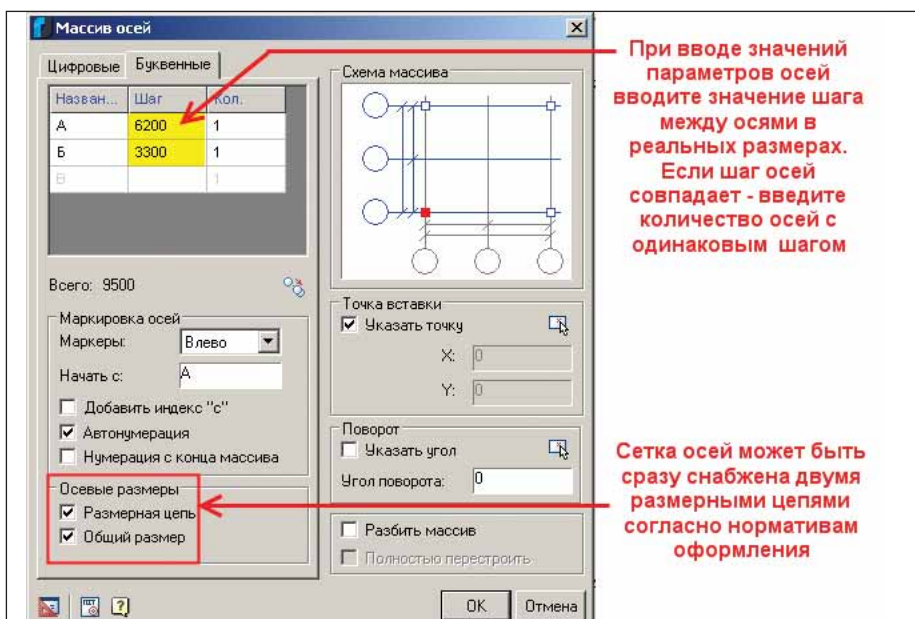 Массив осей
Цифровые Буквенные
Назван... Шаг Кол.
А 6200 1
Б 3300 1
В 1
Всего: 9500
Маркировка осей
Маркеры: Влево
Начать с: А
Добавить индекс "с"
Автонумерация
Нумерация с конца массива
Осевые размеры
Размерная цепь
Общий размер
Схема массива
Точка вставки
Указать точку
X: 0
Y: 0
Поворот
Указать угол
Угол поворота: 0
Разбить массив
Полностью перестроить
OK Отмена
При вводе значений
параметров осей
вводите значение шага
между осями в
реальных размерах.
Если шаг осей
совпадает - введите
количество осей с
одинаковым шагом
Сетка осей может быть
сразу снабжена двумя
размерными цепями
согласно нормативам
оформления